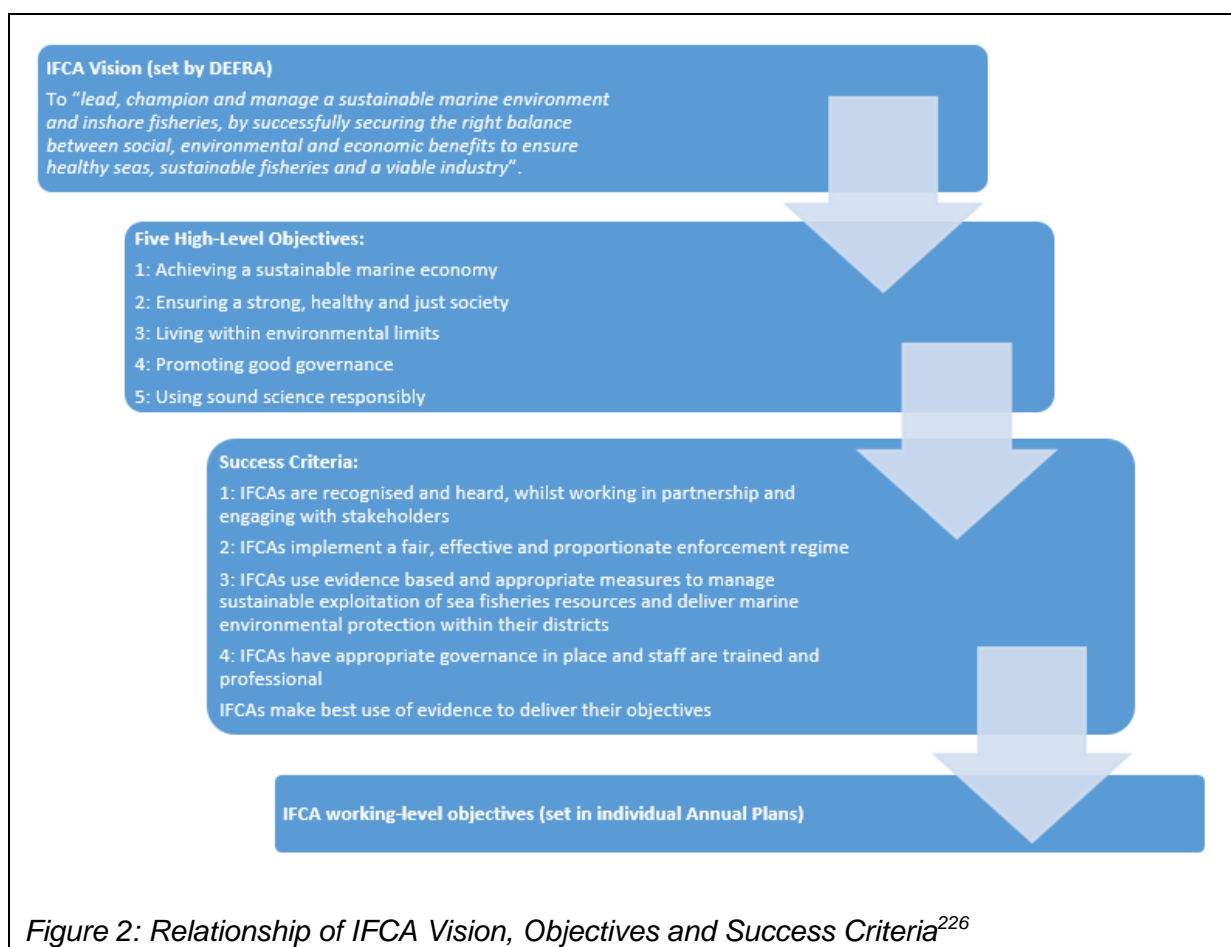 IFCA Vision (set by DEFRA)
To “lead, champion and manage a sustainable marine environment
and inshore fisheries, by successfully securing the right balance
between social, environmental and economic benefits to ensure
healthy seas, sustainable fisheries and a viable industry”.
Five High-Level Objectives:
1: Achieving a sustainable marine economy
2: Ensuring a strong, healthy and just society
3: Living within environmental limits
4: Promoting good governance
5: Using sound science responsibly
Success Criteria:
1: IFCAs are recognised and heard, whilst working in partnership and
engaging with stakeholders
2: IFCAs implement a fair, effective and proportionate enforcement regime
3: IFCAs use evidence based and appropriate measures to manage
sustainable exploitation of sea fisheries resources and deliver marine
environmental protection within their districts
4: IFCAs have appropriate governance in place and staff are trained and
professional
IFCAs make best use of evidence to deliver their objectives
IFCA working-level objectives (set in individual Annual Plans)
Figure 2: Relationship of IFCA Vision, Objectives and Success Criteria226